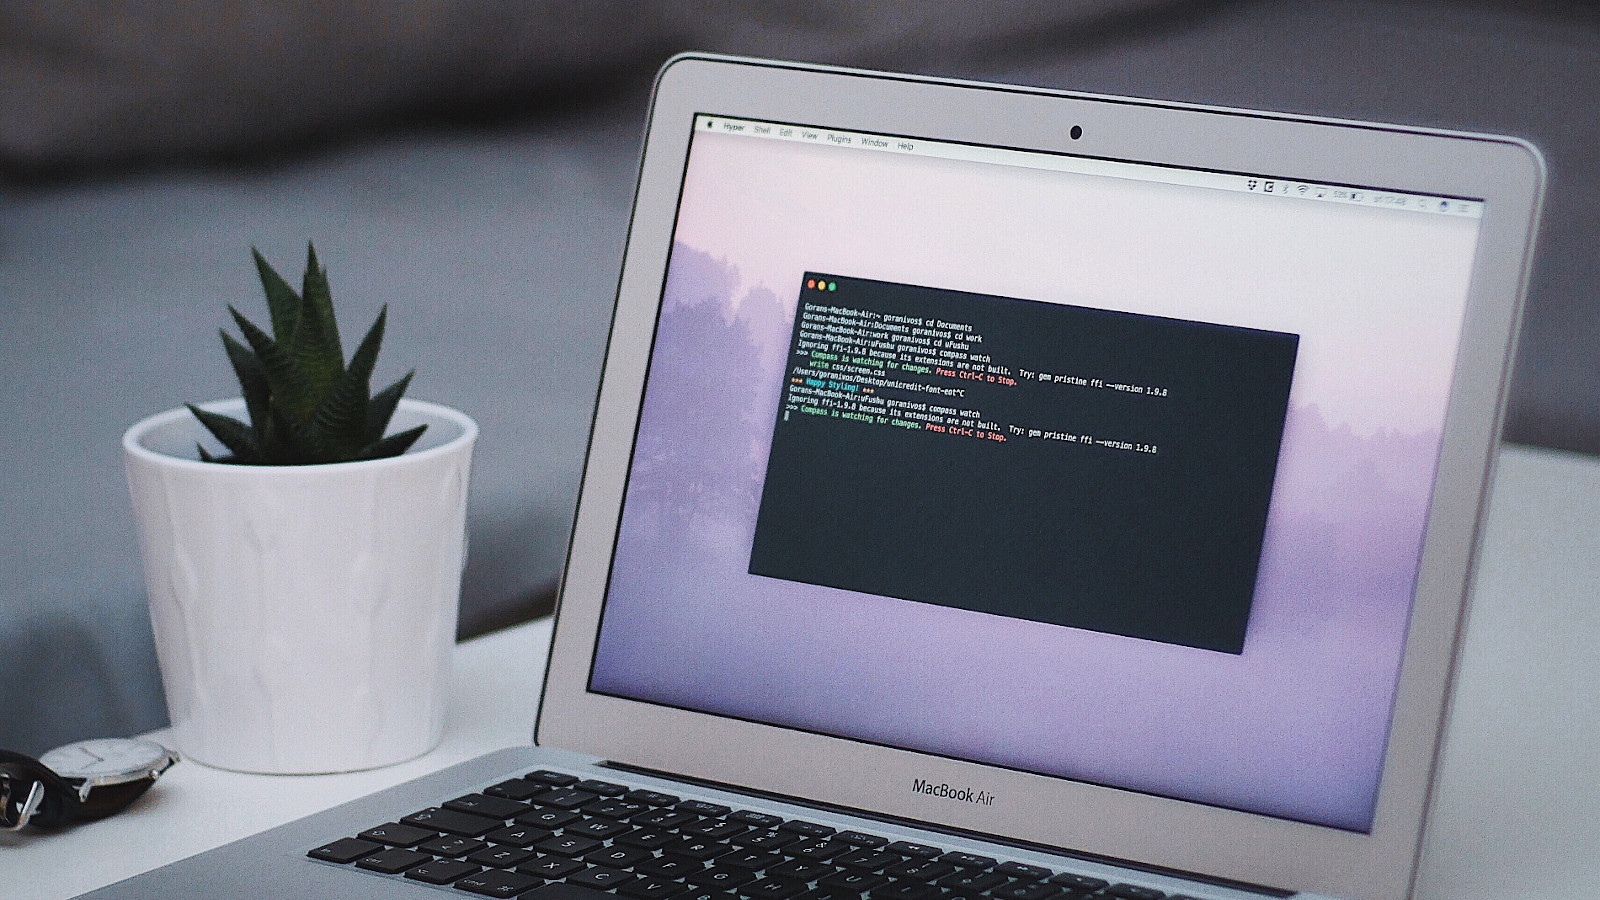 Hyper Shell Edit View Plugins Window Help
Gorans-MacBook-Air:~ goranivos$ cd Documents
Gorans-MacBook-Air:Documents goranivos$ cd work
Gorans-MacBook-Air:work goranivos$ cd uFushu
Gorans-MacBook-Air:uFushu goranivos$ compass watch
Ignoring ffi-1.9.8 because its extensions are not built. Try: gem pristine ffi --version 1.9.8
>>> Compass is watching for changes. Press Ctrl-C to Stop.
write css/screen.css
/Users/goranivos/Desktop/unicredit-font-eot^C
*** Happy Styling! ***
Gorans-MacBook-Air:uFushu goranivos$ compass watch
Ignoring ffi-1.9.8 because its extensions are not built. Try: gem pristine ffi --version 1.9.8
>>> Compass is watching for changes. Press Ctrl-C to Stop.
MacBook Air
Q W E R T Y U
A S D F G H
Z X C V